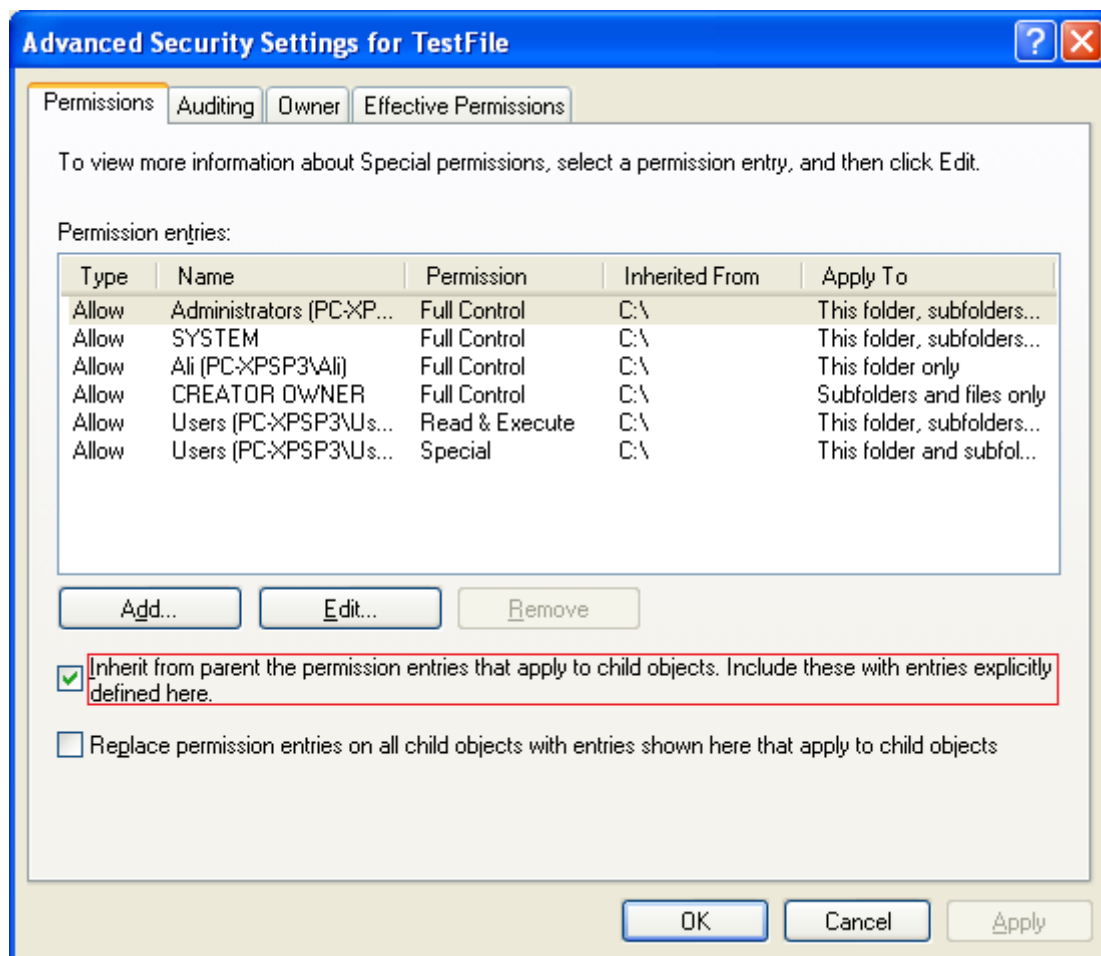 Advanced Security Settings for TestFile
Permissions Auditing Owner Effective Permissions
To view more information about Special permissions, select a permission entry, and then click Edit.
Permission entries:
Type Name Permission Inherited From Apply To
Allow Administrators (PC-XP... Full Control C:\ This folder, subfolders...
Allow SYSTEM Full Control C:\ This folder, subfolders...
Allow Ali (PC-XPSP3\Ali) Full Control C:\ This folder only
Allow CREATOR OWNER Full Control C:\ Subfolders and files only
Allow Users (PC-XPSP3\Us... Read & Execute C:\ This folder, subfolders...
Allow Users (PC-XPSP3\Us... Special C:\ This folder and subfol...
Add... Edit... Remove
Inherit from parent the permission entries that apply to child objects. Include these with entries explicitly
defined here.
Replace permission entries on all child objects with entries shown here that apply to child objects
OK Cancel Apply